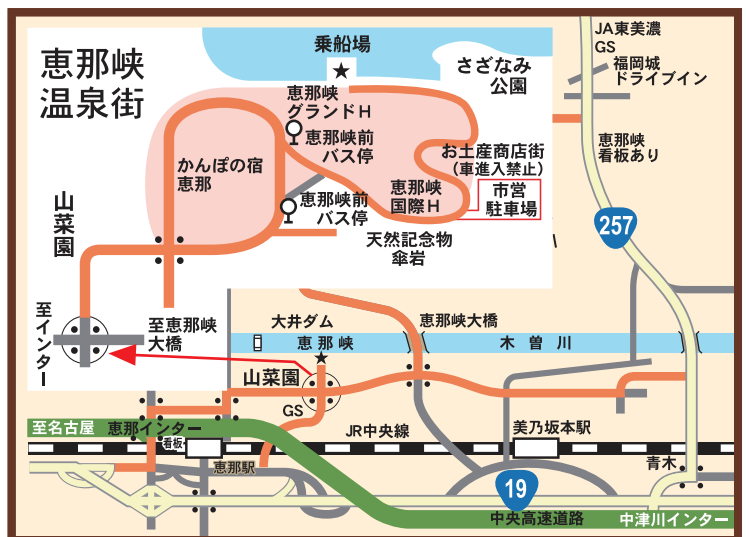 恵那峡
温泉街
乗船場
さざなみ
公園
恵那峡
グランドH
恵那峡前
バス停
かんぽの宿
恵那
お土産商店街
(車進入禁止)
恵那峡
国際H
市営
駐車場
恵那峡前
バス停
天然記念物
傘岩
山菜園
至インター
至恵那峡
大橋
JA東美濃
GS
福岡城
ドライブイン
恵那峡
看板あり
257
大井ダム
恵那峡大橋
恵那峡
木曽川
山菜園
GS
至名古屋
恵那インター
看板
JR中央線
美乃坂本駅
恵那駅
青木
19
中央高速道路
中津川インター